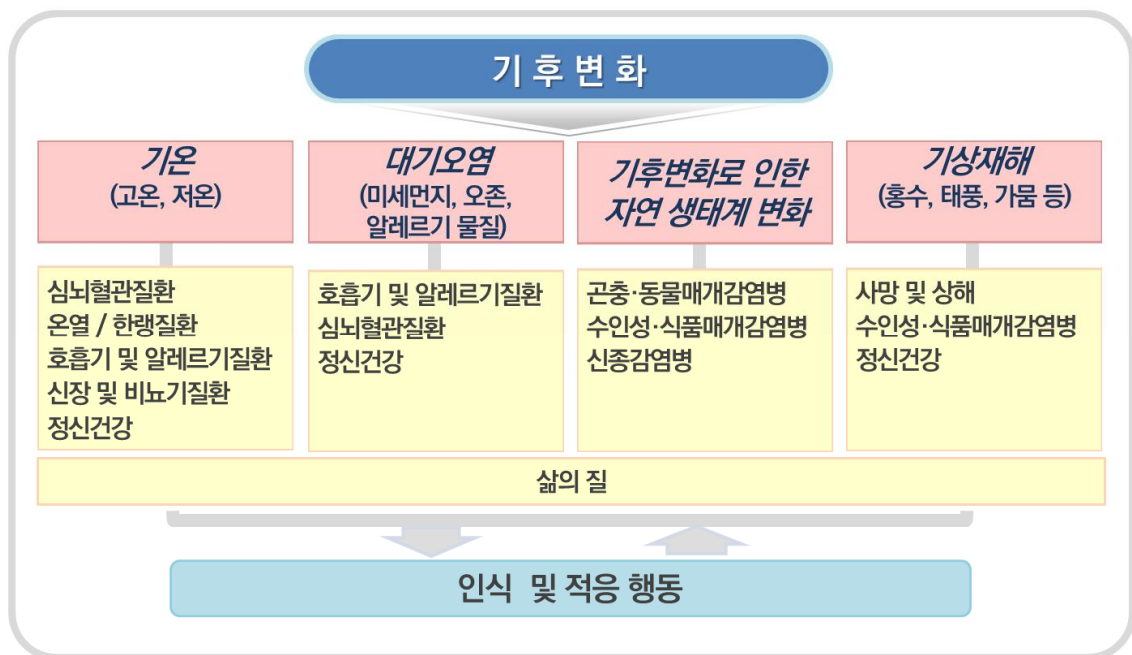 기 후 변 화
기온
(고온, 저온)
심뇌혈관질환
온열 / 한랭질환
호흡기 및 알레르기질환
신장 및 비뇨기질환
정신건강
대기오염
(미세먼지, 오존,
알레르기 물질)
호흡기 및 알레르기질환
심뇌혈관질환
정신건강
기후변화로 인한
자연 생태계 변화
곤충·동물매개감염병
수인성·식품매개감염병
신종감염병
기상재해
(홍수, 태풍, 가뭄 등)
사망 및 상해
수인성·식품매개감염병
정신건강
삶의 질
인식 및 적응 행동